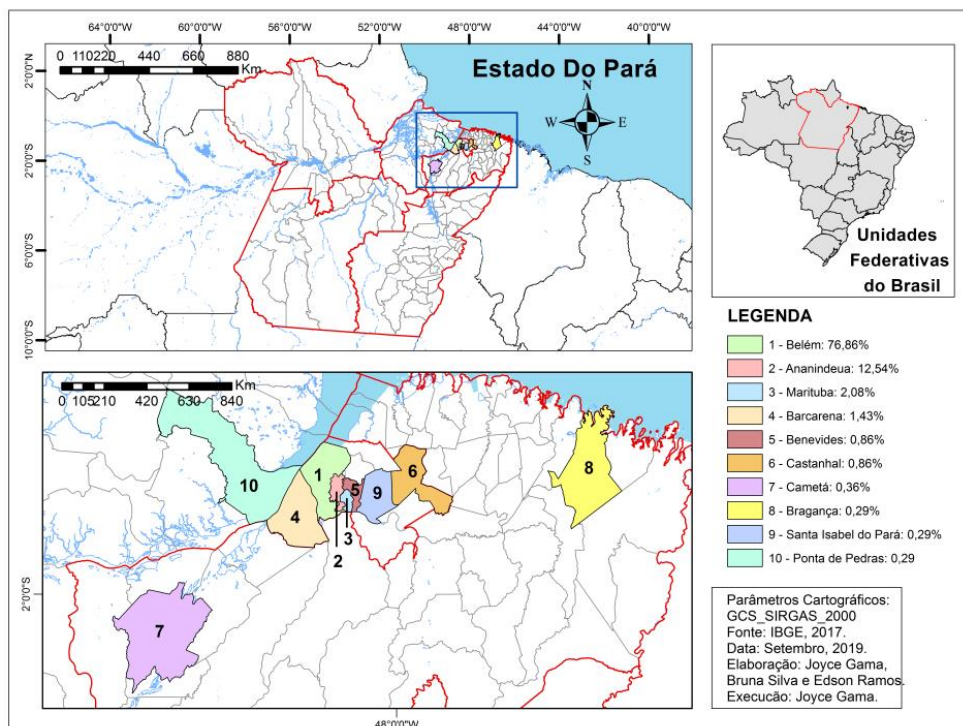 64°0'0"W 60°0'0"W 56°0'0"W 52°0'0"W 48°0'0"W 44°0'0"W 40°0'0"W
0 110220 440 660 880
Km
Estado Do Pará
N
W E
S
2°0'0"N
2°0'0"S
6°0'0"S
10°0'0"S
Unidades
Federativas
do Brasil
LEGENDA
1 - Belém: 76,86%
2 - Ananindeua: 12,54%
3 - Marituba: 2,08%
4 - Barcarena: 1,43%
5 - Benevides: 0,86%
6 - Castanhal: 0,86%
7 - Cametá: 0,36%
8 - Bragança: 0,29%
9 - Santa Isabel do Pará: 0,29%
10 - Ponta de Pedras: 0,29
Km
0 105210 420 630 840
1
6
8
10
5
9
4
3
2
7
2°0'0"S
48°0'0"W
Parâmetros Cartográficos:
GCS_SIRGAS_2000
Fonte: IBGE, 2017.
Data: Setembro, 2019.
Elaboração: Joyce Gama,
Bruna Silva e Edson Ramos.
Execucão: Joyce Gama.